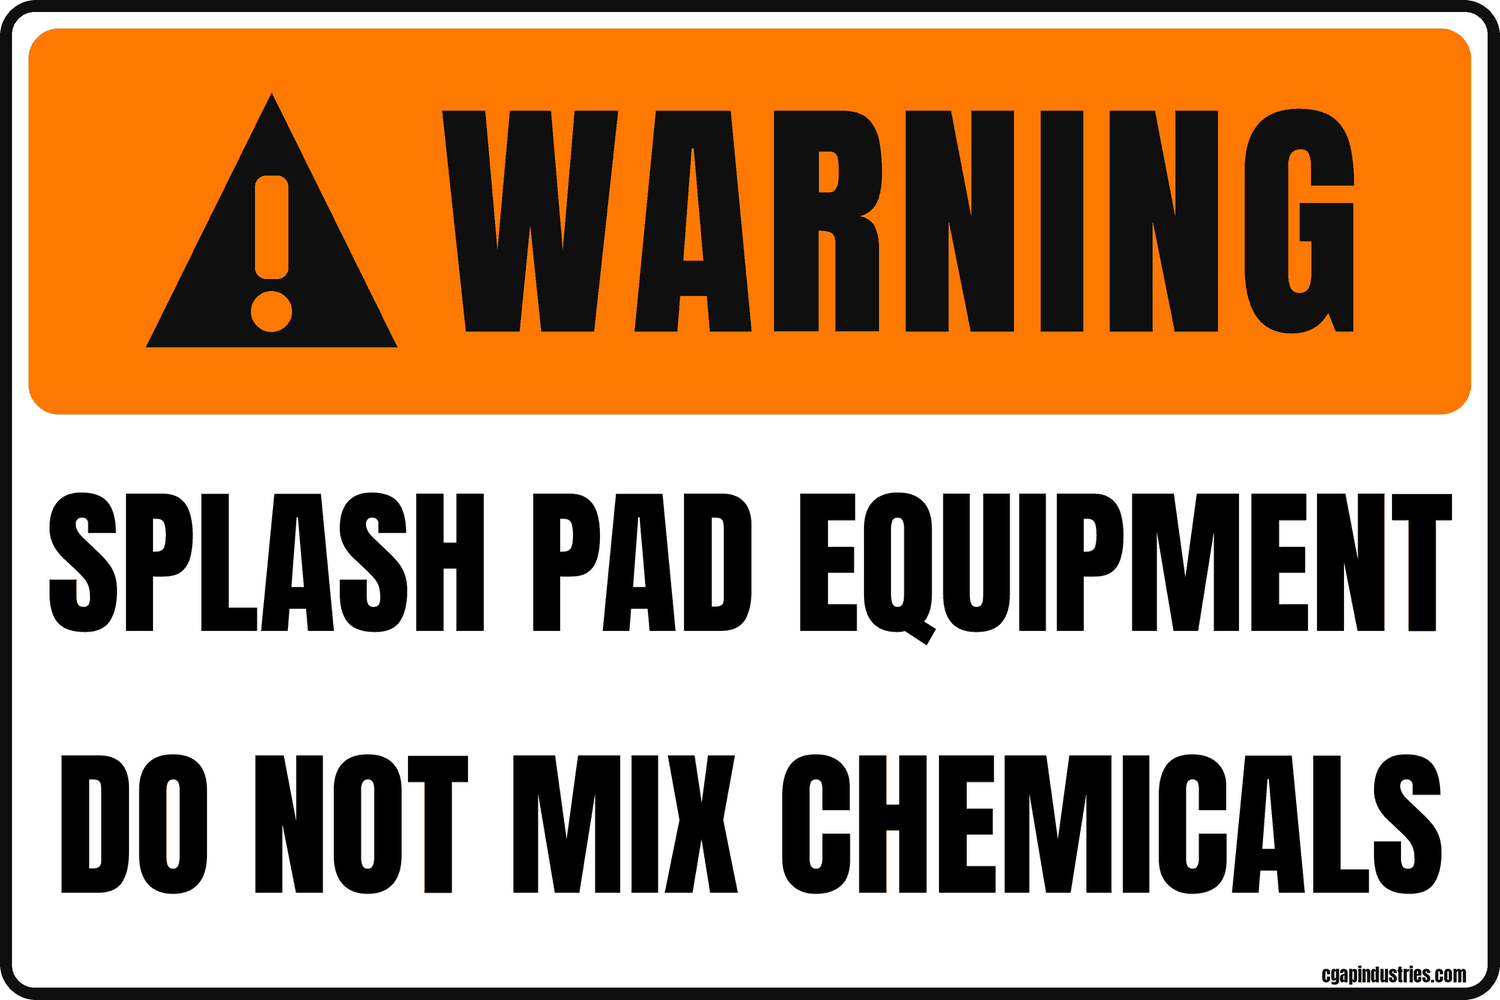 WARNING
SPLASH PAD EQUIPMENT
DO NOT MIX CHEMICALS
cgapindustries.com